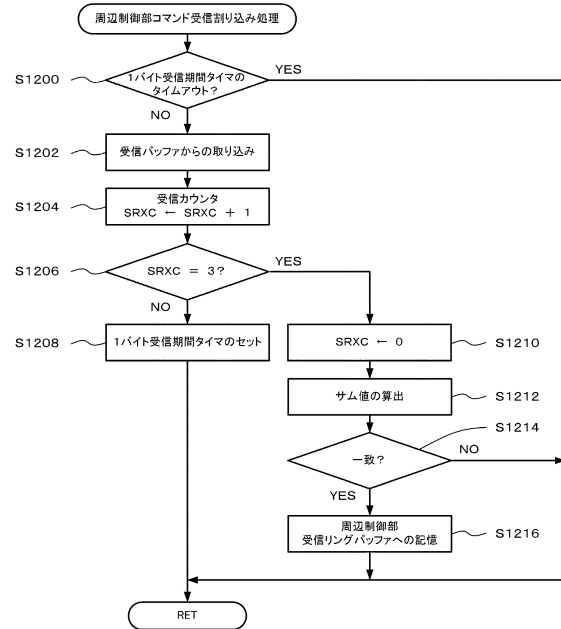 周辺制御部コマンド受信割り込み処理
S1200
1バイト受信期間タイマの
タイムアウト?
YES
NO
S1202
受信バッファからの取り込み
S1204
受信カウンタ
SRXC ← SRXC + 1
S1206
SRXC = 3?
YES
NO
S1208
1バイト受信期間タイマのセット
SRXC ← 0
S1210
サム値の算出
S1212
S1214
一致?
NO
YES
周辺制御部
受信リングバッファへの記憶
S1216
RET